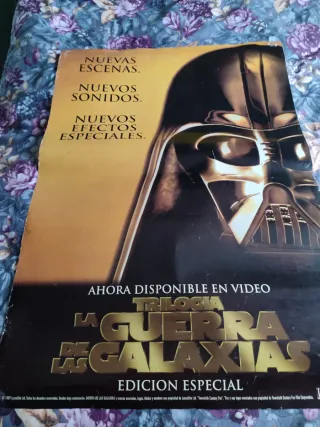 NUEVAS
ESCENAS.
NUEVOS
SONIDOS.
NUEVOS
EFECTOS
ESPECIALES.
AHORA DISPONIBLE EN VIDEO
TRILOGIA
LA GUERRA
DE LAS GALAXIAS
EDICION ESPECIAL